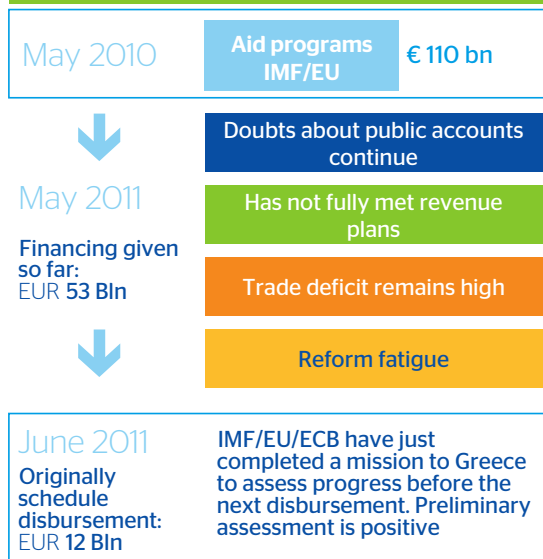 May 2010
Aid programs
IMF/EU
€ 110 bn
Doubts about public accounts
continue
May 2011
Financing given
so far:
EUR 53 Bln
Has not fully met revenue
plans
Trade deficit remains high
Reform fatigue
June 2011
Originally
schedule
disbursement:
EUR 12 Bln
IMF/EU/ECB have just
completed a mission to Greece
to assess progress before the
next disbursement. Preliminary
assessment is positive